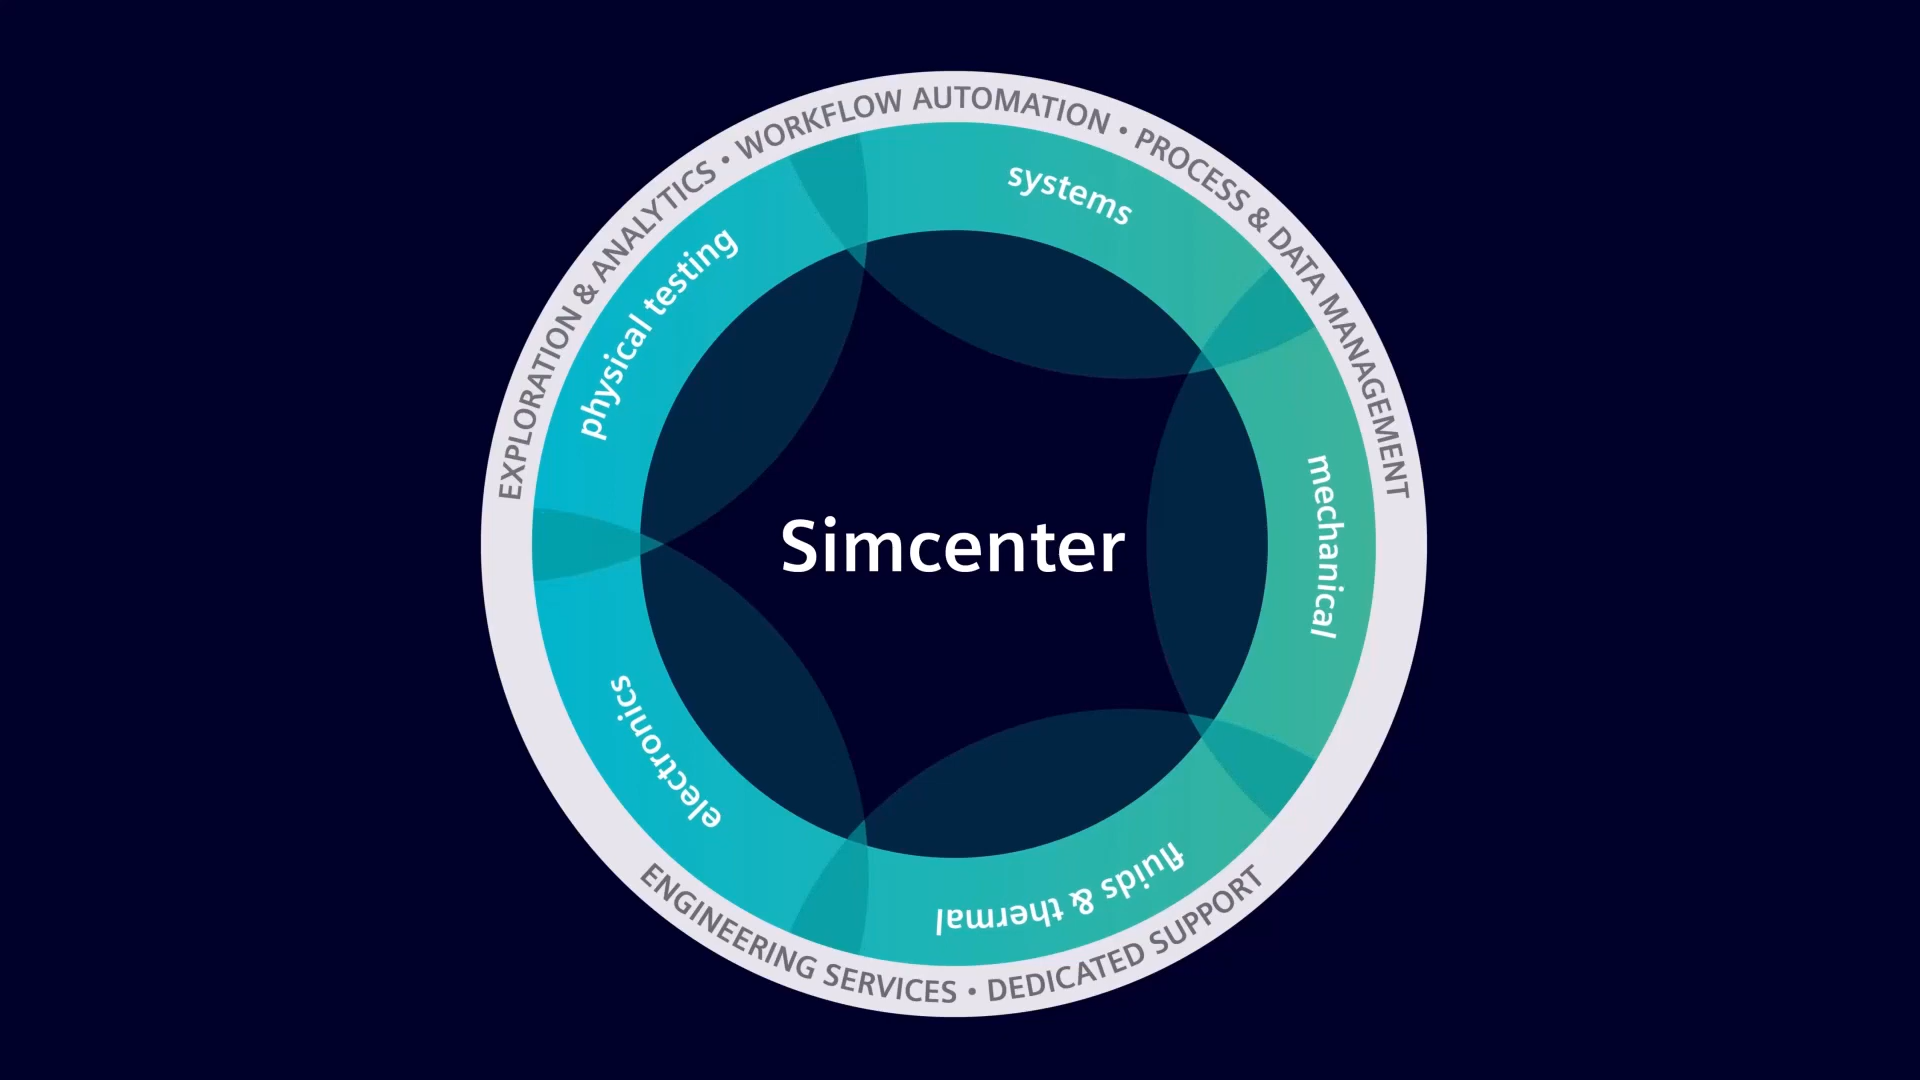 EXPLORATION & ANALYTICS • WORKFLOW AUTOMATION • PROCESS & DATA MANAGEMENT
systems
mechanical
fluids & thermal
electronics
physical testing
Simcenter
ENGINEERING SERVICES • DEDICATED SUPPORT